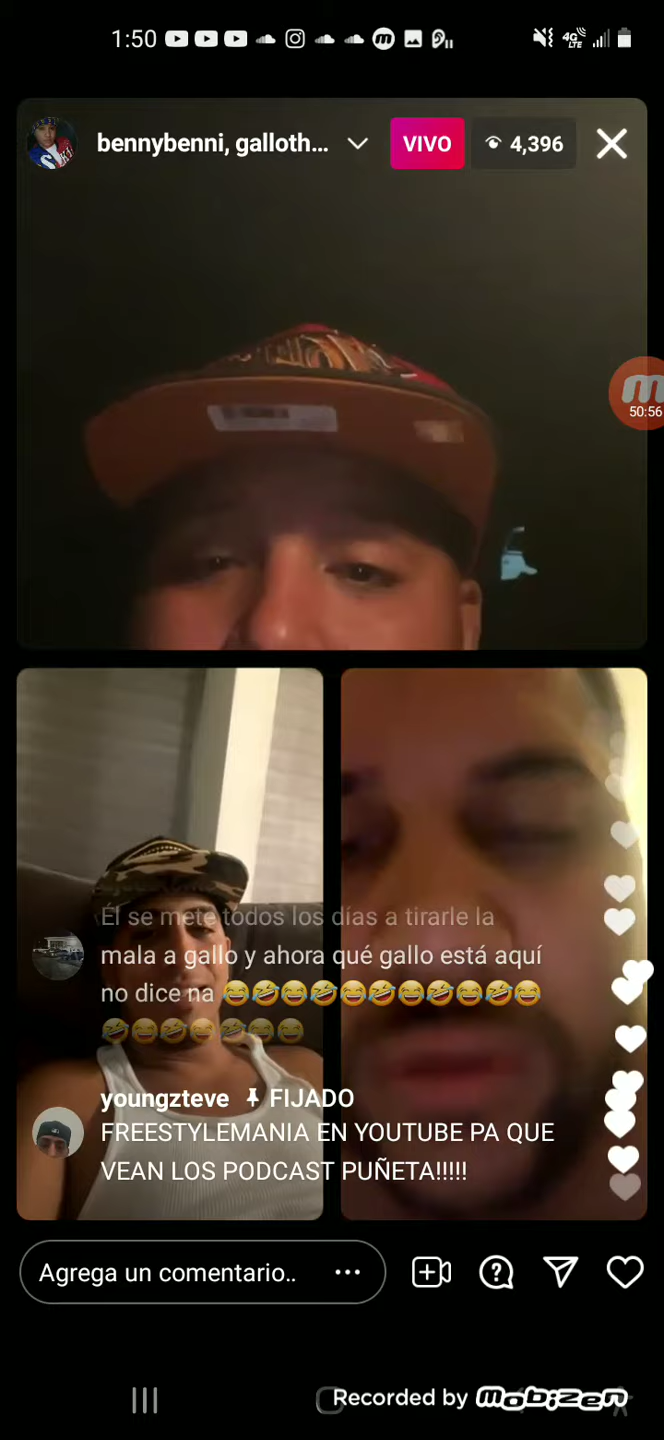 1:50
4G
LTE
bennybenni, galloth...
VIVO
4,396
50:56
Él se mete todos los días a tirarle la
mala a gallo y ahora qué gallo está aquí
no dice na 😂🤣😂🤣😂🤣😂🤣😂🤣😂
🤣😂🤣😂🤣😂😂
youngzteve 📌 FIJADO
FREESTYLEMANIA EN YOUTUBE PA QUE
VEAN LOS PODCAST PUÑETA!!!!!
Agrega un comentario..
Recorded by mobizen